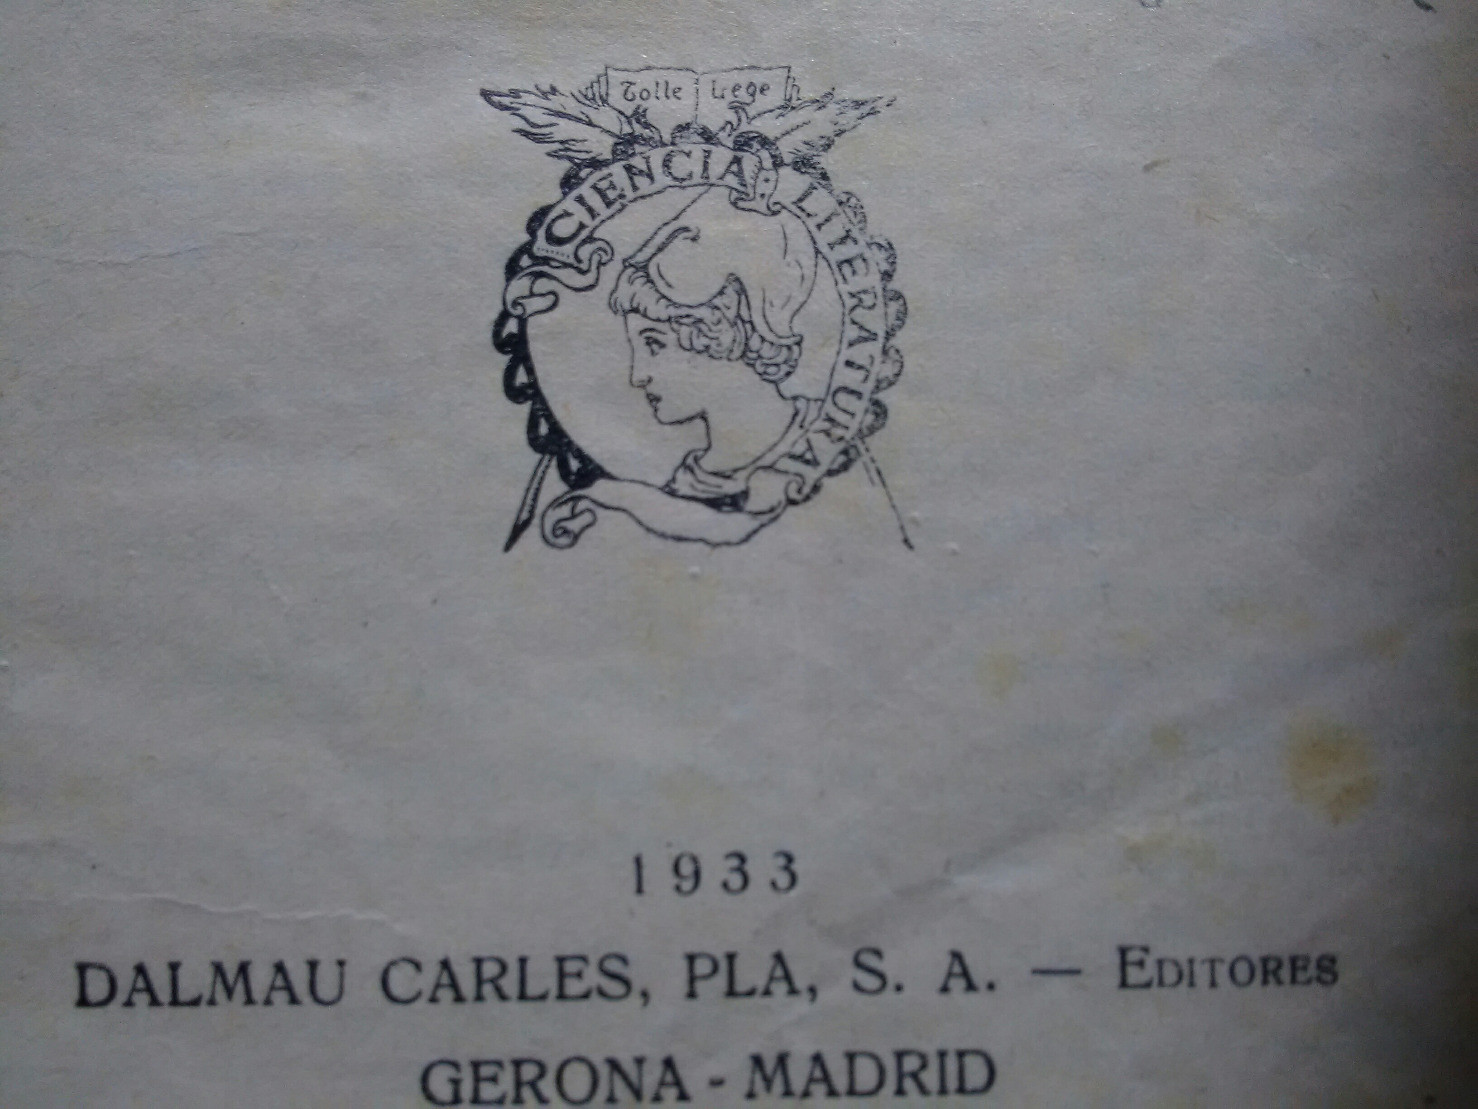 Tolle Lege
CIENCIA LITERATURA
1933
DALMAU CARLES, PLA, S. A. — EDITORES
GERONA - MADRID